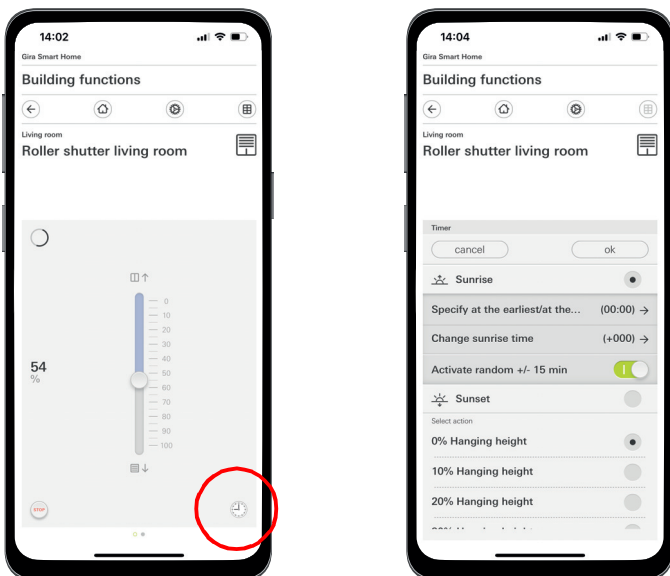 14:02
Gira Smart Home
Building functions
Living room
Roller shutter living room
0
10
20
30
40
50
60
70
80
90
100
54
%
STOP
14:04
Gira Smart Home
Building functions
Living room
Roller shutter living room
Timer
cancel
ok
Sunrise
Specify at the earliest/at the... (00:00)
Change sunrise time (+000)
Activate random +/- 15 min
Sunset
Select action
0% Hanging height
10% Hanging height
20% Hanging height